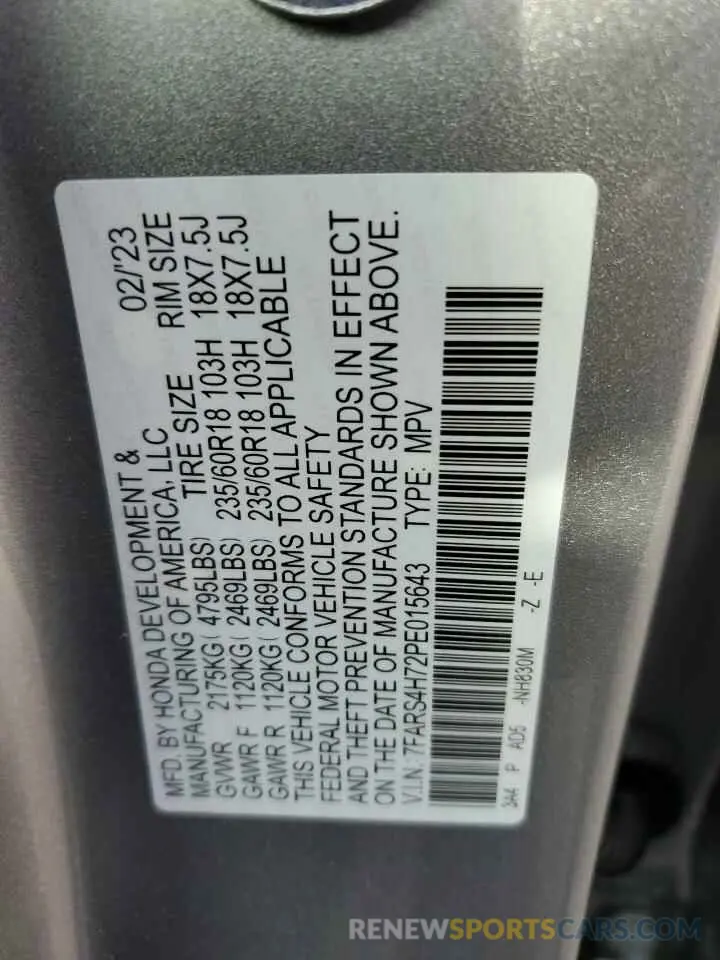 MFD. BY HONDA DEVELOPMENT & 02/'23
MANUFACTURING OF AMERICA, LLC
TIRE SIZE RIM SIZE
GVWR 2175KG( 4795LBS)
GAWR F 1120KG( 2469LBS) 235/60R18 103H 18X7.5J
GAWR R 1120KG( 2469LBS) 235/60R18 103H 18X7.5J
THIS VEHICLE CONFORMS TO ALL APPLICABLE
FEDERAL MOTOR VEHICLE SAFETY
AND THEFT PREVENTION STANDARDS IN EFFECT
ON THE DATE OF MANUFACTURE SHOWN ABOVE.
V.I.N.: 7FARS4H72PE015643 TYPE: MPV
3A4 P AD5 -NH830M -Z -E
RENEWSPORTSCARS.COM